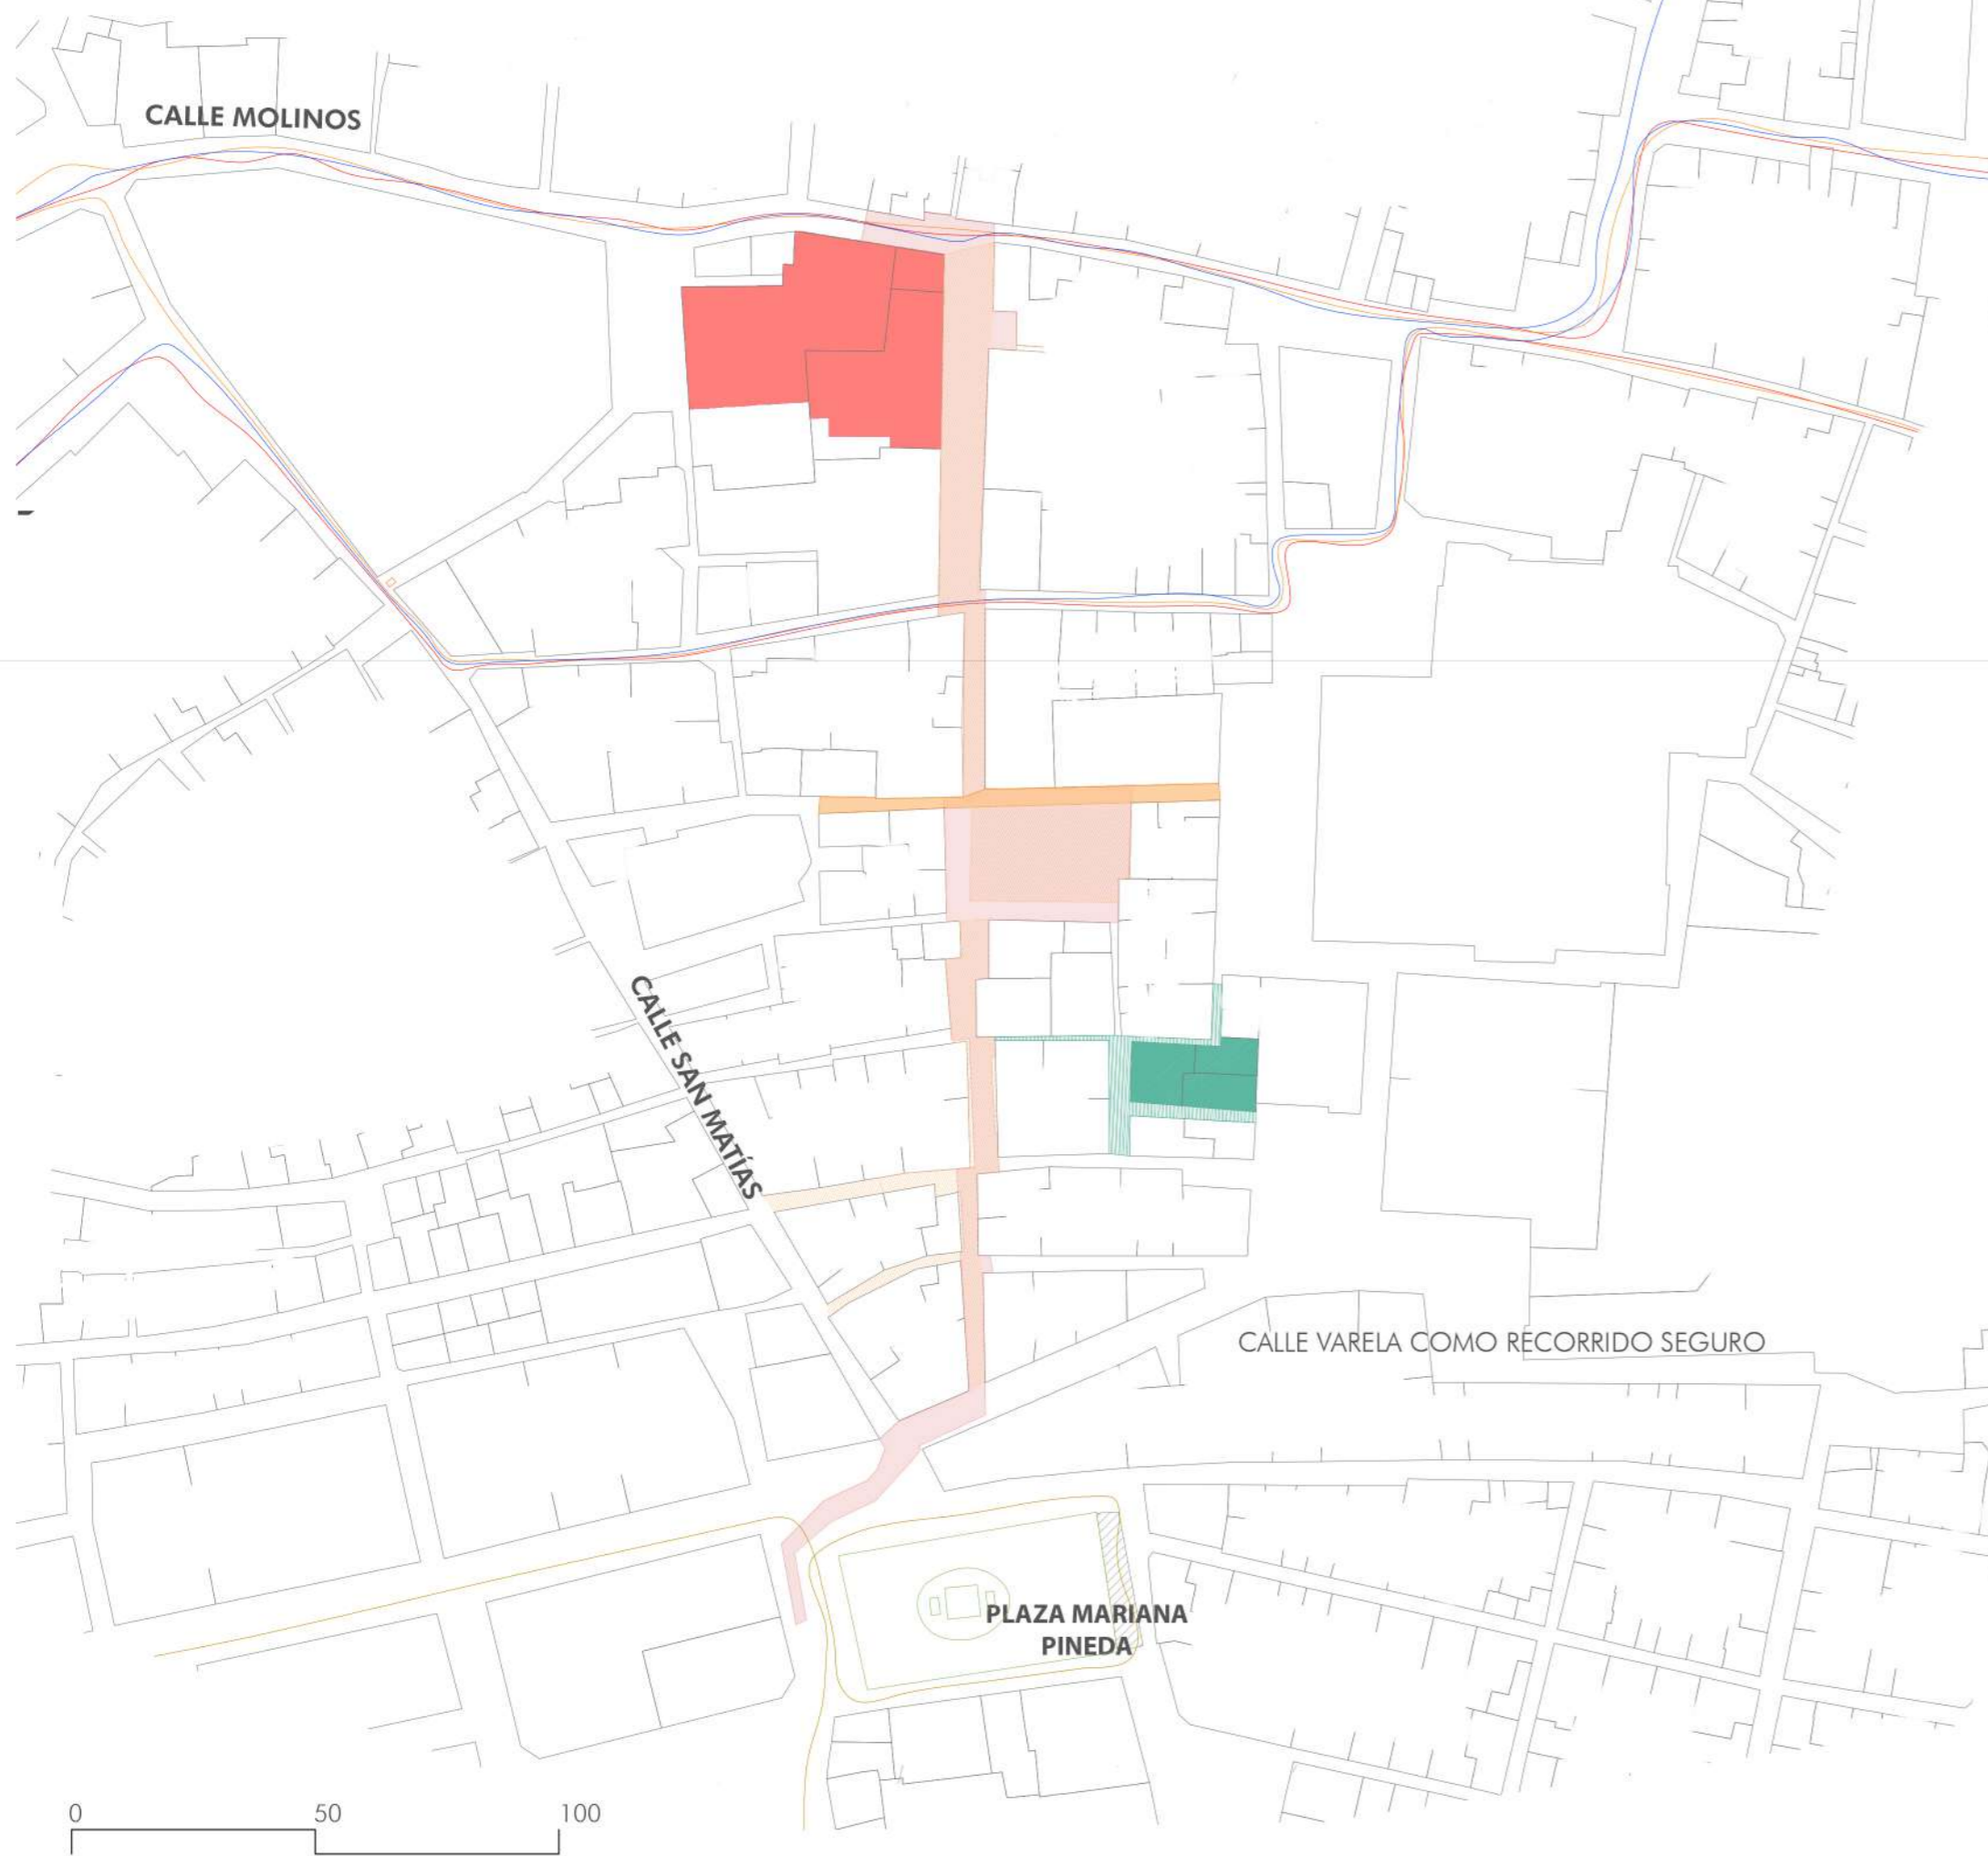 CALLE MOLINOS
CALLE SAN MATÍAS
CALLE VARELA COMO RECORRIDO SEGURO
PLAZA MARIANA
PINEDA
0 50 100